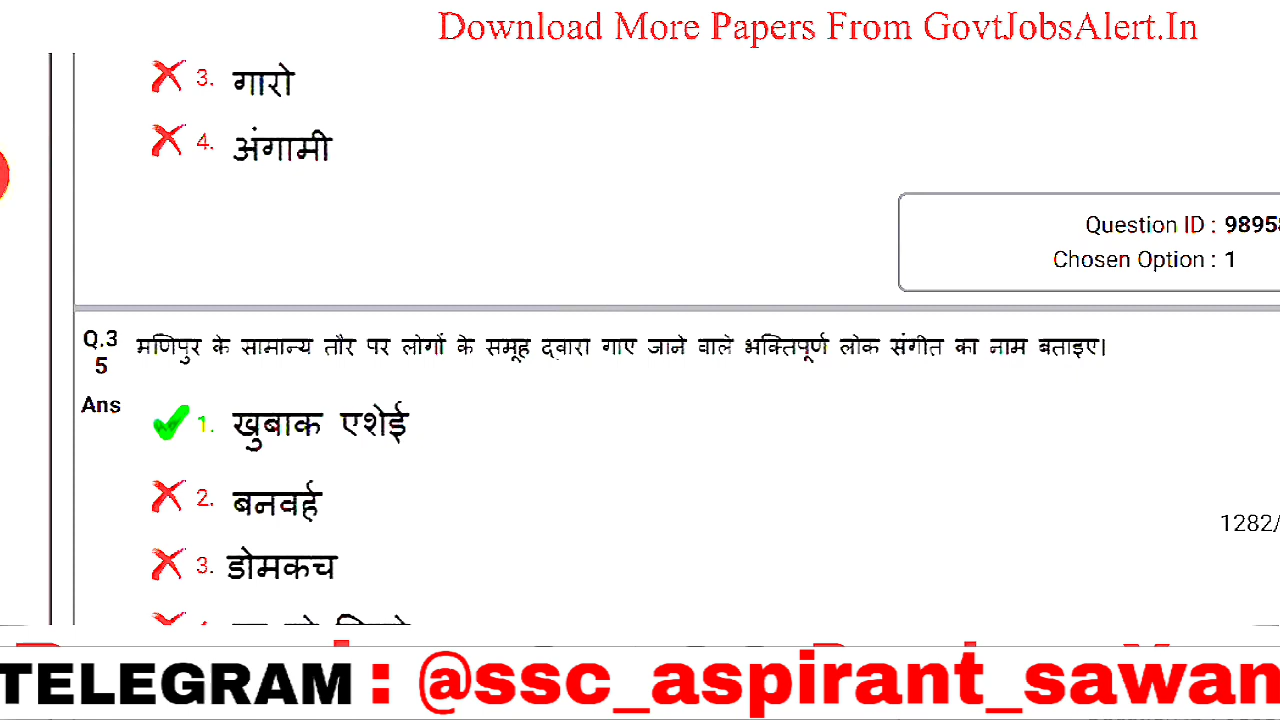 Download More Papers From GovtJobsAlert.In
3. गारो
4. अंगामी
Question ID : 9895
Chosen Option : 1
Q.3
5
मणिपुर के सामान्य तौर पर लोगों के समूह द्वारा गाए जाने वाले भक्तिपूर्ण लोक संगीत का नाम बताइए।
Ans
1. खुबाक एशेई
2. बनवर्ह
3. डोमकच
1282/
TELEGRAM : @ssc_aspirant_sawan